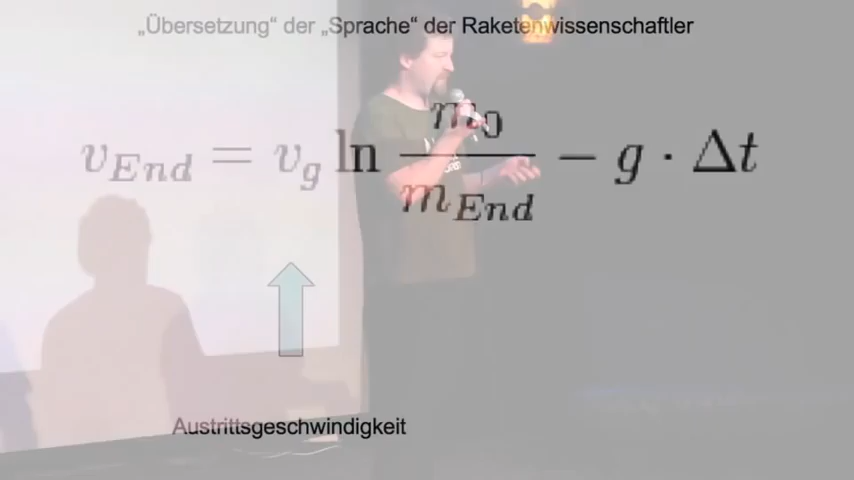 „Übersetzung“ der „Sprache“ der Raketenwissenschaftler
v_End = v_g ln m_0 / m_End − g · Δt
Austrittsgeschwindigkeit